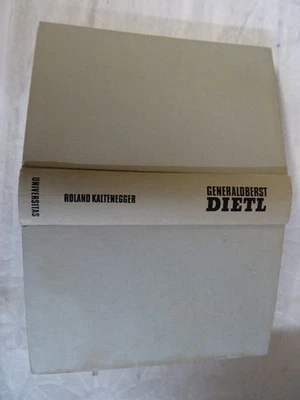 GENERALOBERST
DIETL
ROLAND KALTENEGGER
UNIVERSITAS